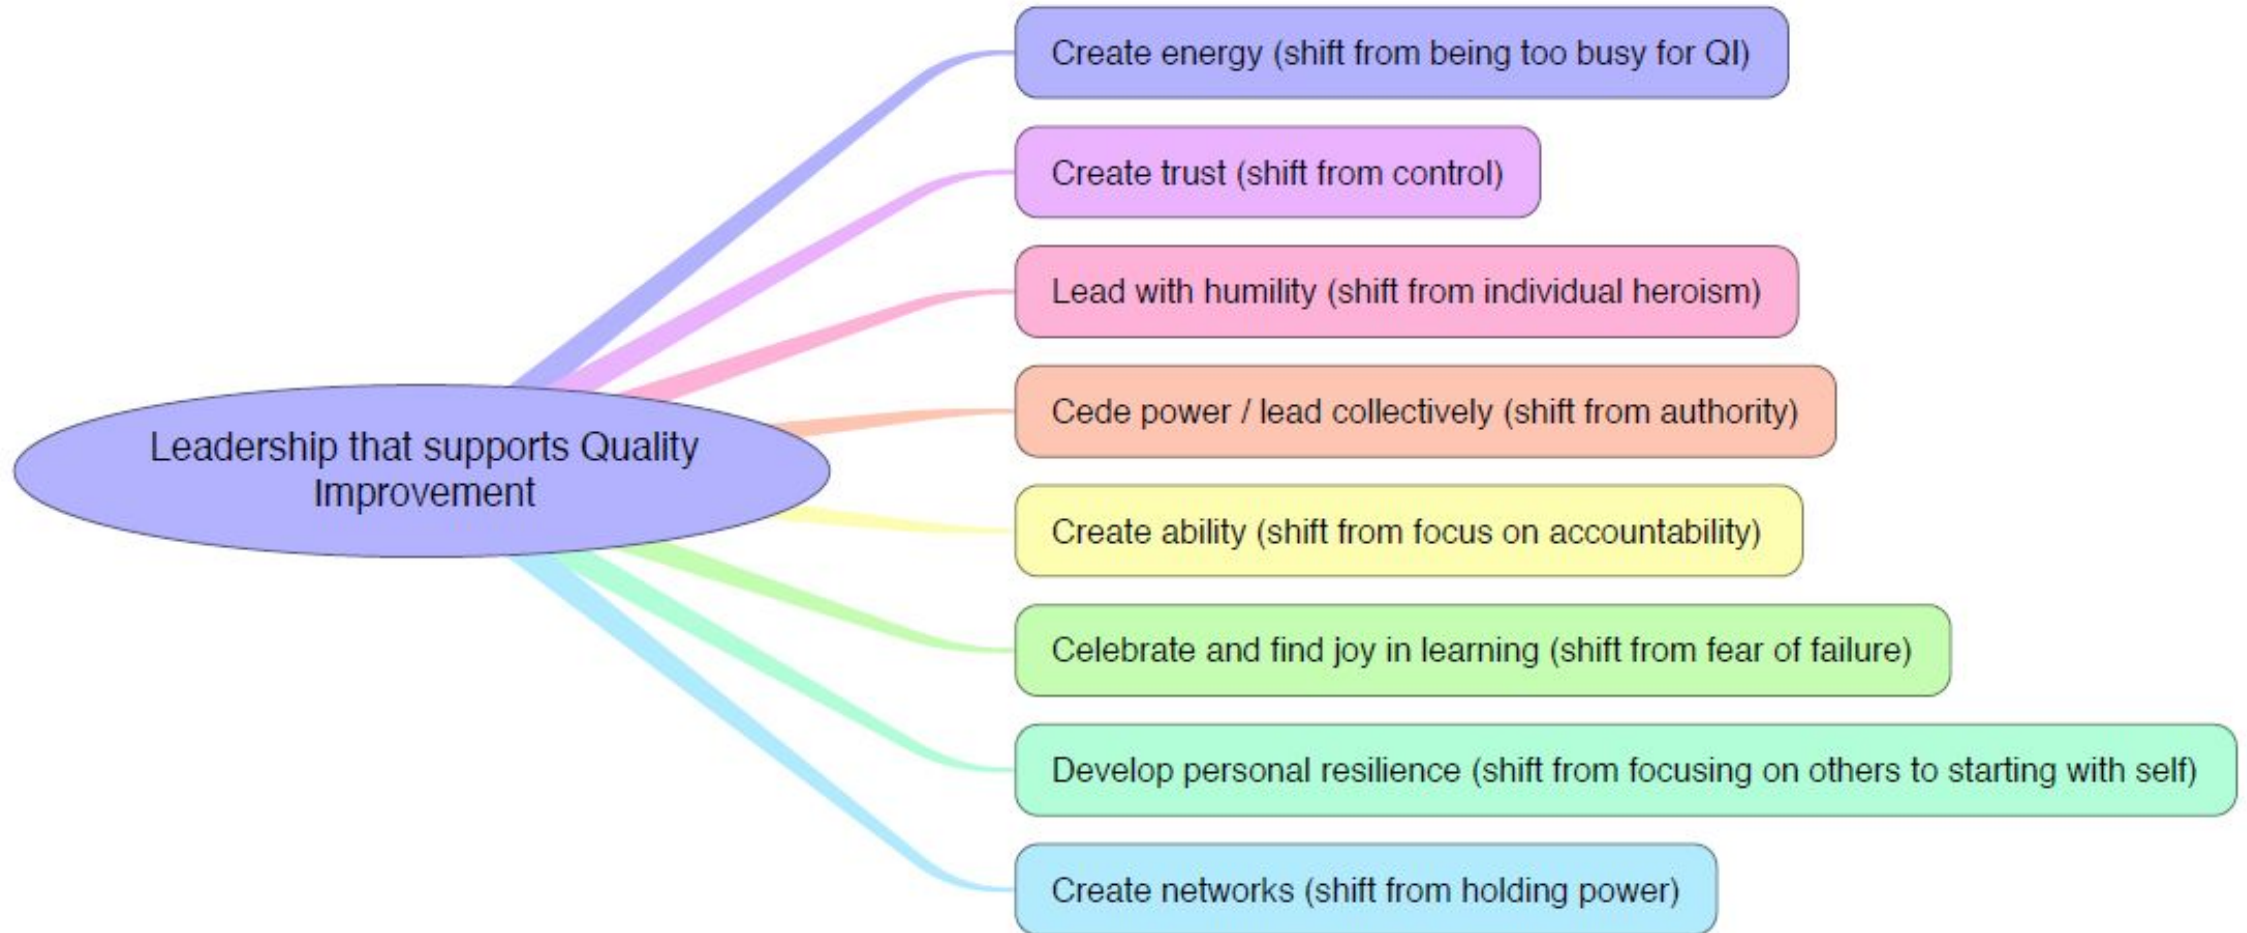 Create energy (shift from being too busy for QI)
Create trust (shift from control)
Lead with humility (shift from individual heroism)
Cede power / lead collectively (shift from authority)
Leadership that supports Quality
Improvement
Create ability (shift from focus on accountability)
Celebrate and find joy in learning (shift from fear of failure)
Develop personal resilience (shift from focusing on others to starting with self)
Create networks (shift from holding power)